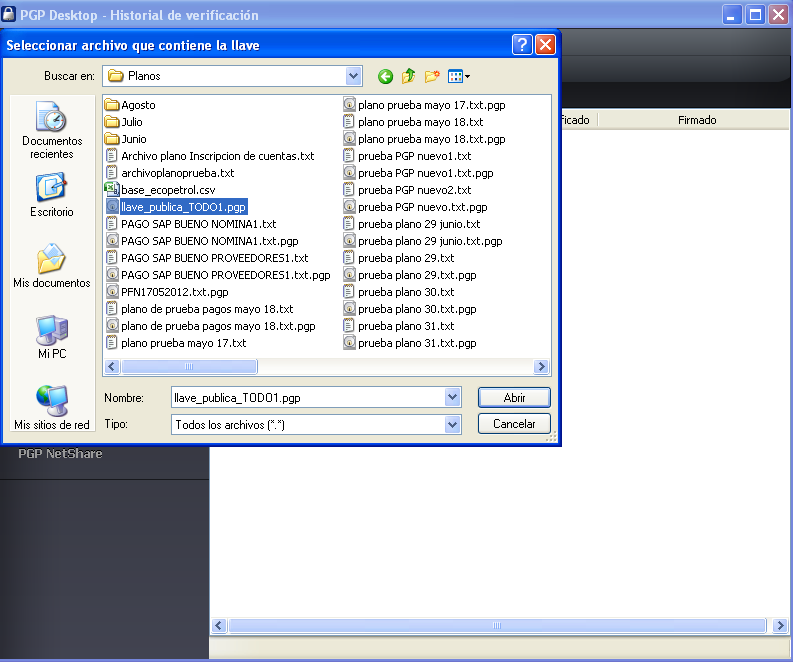 PGP Desktop - Historial de verificación
Seleccionar archivo que contiene la llave
Buscar en:
Planos
Documentos recientes
Escritorio
Mis documentos
Mi PC
Mis sitios de red
Agosto
Julio
Junio
Archivo plano Inscripcion de cuentas.txt
archivoplanoprueba.txt
base_ecopetrol.csv
llave_publica_TODO1.pgp
PAGO SAP BUENO NOMINA1.txt
PAGO SAP BUENO NOMINA1.txt.pgp
PAGO SAP BUENO PROVEEDORES1.txt
PAGO SAP BUENO PROVEEDORES1.txt.pgp
PFN17052012.txt.pgp
plano de prueba pagos mayo 18.txt
plano de prueba pagos mayo 18.txt.pgp
plano prueba mayo 17.txt
plano prueba mayo 17.txt.pgp
plano prueba mayo 18.txt
plano prueba mayo 18.txt.pgp
prueba PGP nuevo1.txt
prueba PGP nuevo1.txt.pgp
prueba PGP nuevo2.txt
prueba PGP nuevo.txt.pgp
prueba plano 29 junio.txt
prueba plano 29 junio.txt.pgp
prueba plano 29.txt
prueba plano 29.txt.pgp
prueba plano 30.txt
prueba plano 30.txt.pgp
prueba plano 31.txt
prueba plano 31.txt.pgp
Nombre:
llave_publica_TODO1.pgp
Abrir
Tipo:
Todos los archivos (*.*)
Cancelar
ficado
Firmado
PGP NetShare